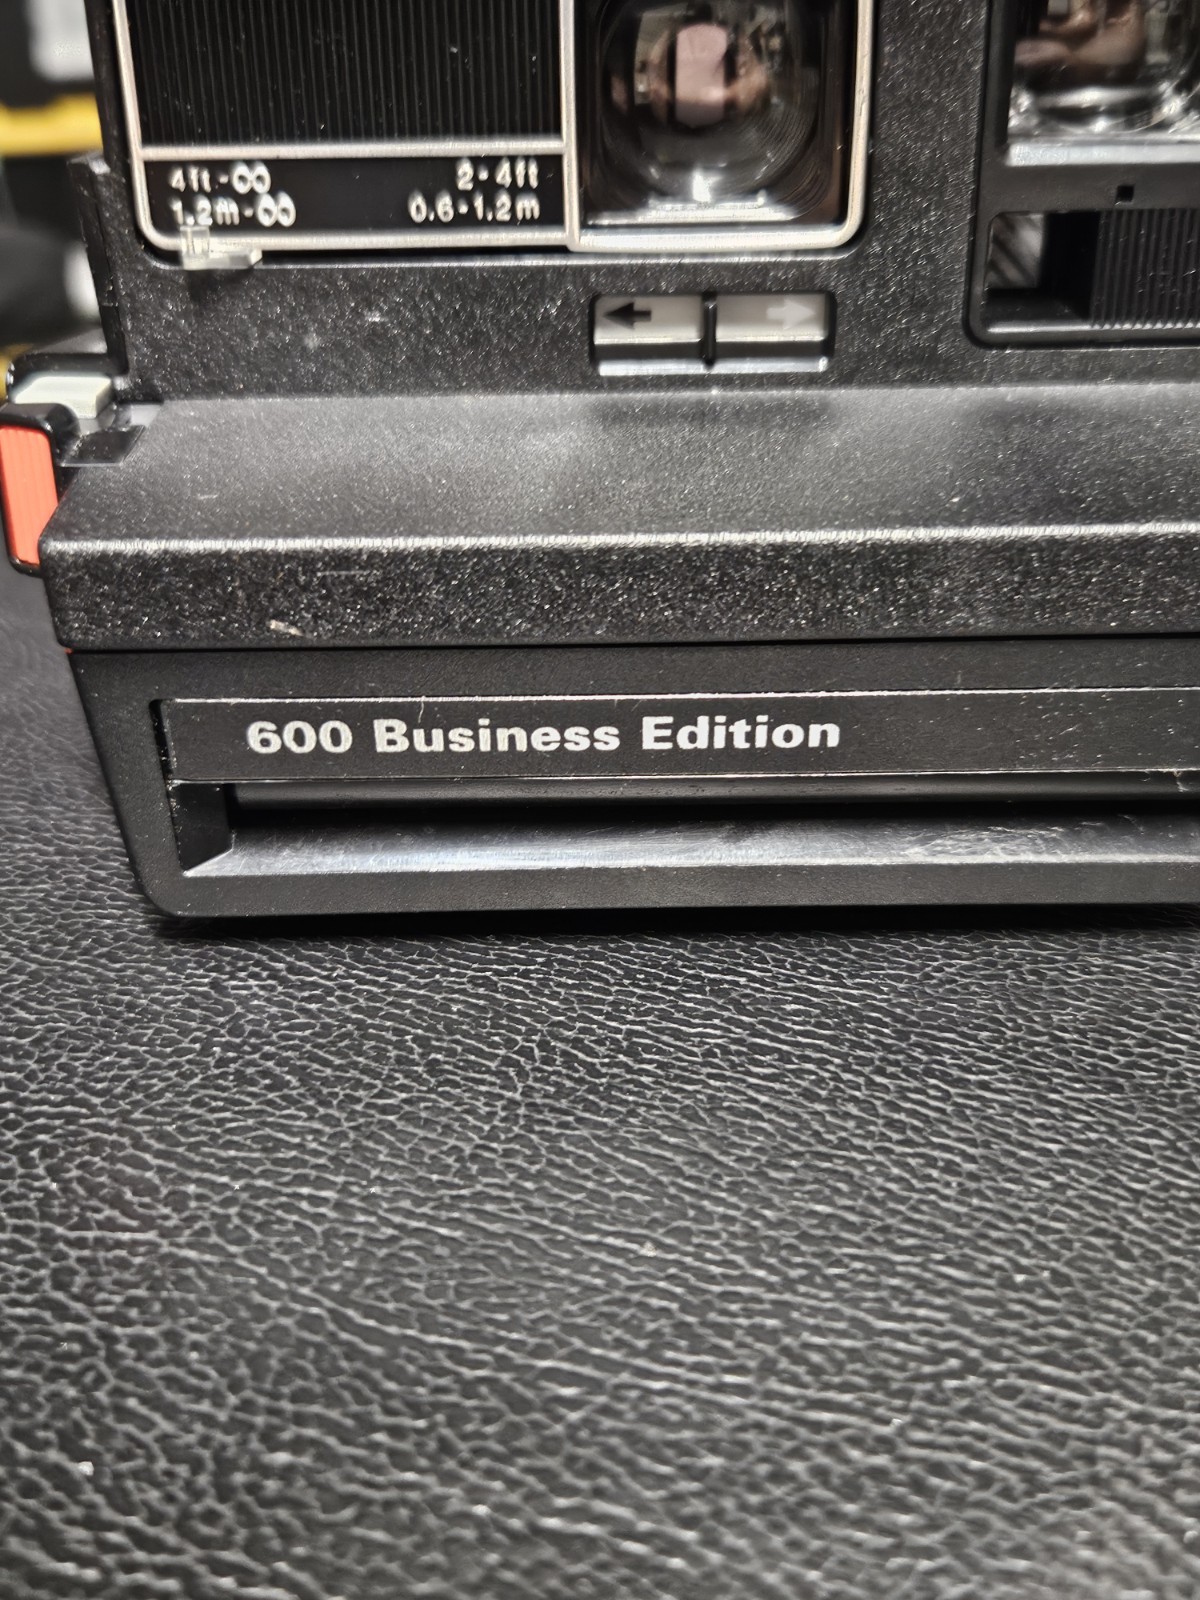 4ft-∞ 2-4ft
1.2m-∞ 0.6-1.2m
600 Business Edition